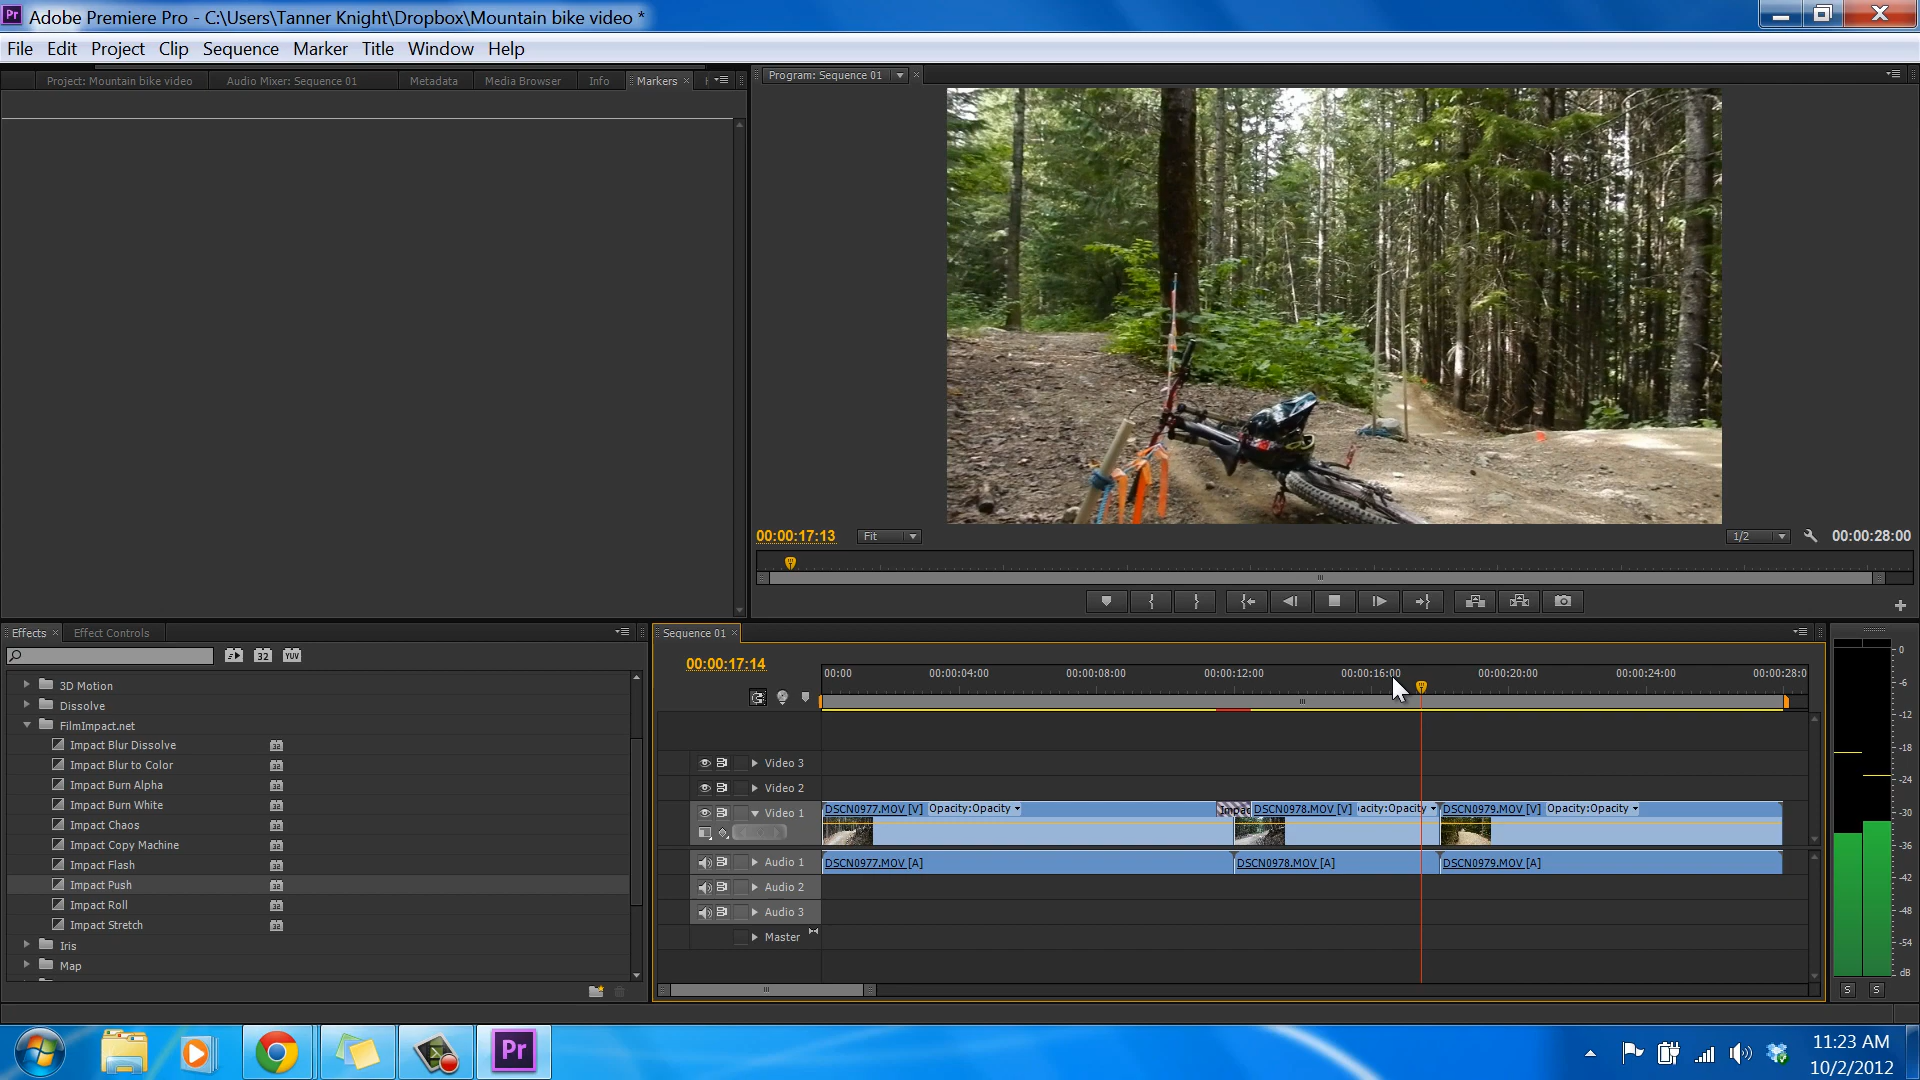 Pr Adobe Premiere Pro - C:\Users\Tanner Knight\Dropbox\Mountain bike video *
File Edit Project Clip Sequence Marker Title Window Help
Project: Mountain bike video Audio Mixer: Sequence 01 Metadata Media Browser Info Markers
Program: Sequence 01
00:00:17:13 Fit 1/2 00:00:28:00
Effects Effect Controls
32 YUV
3D Motion
Dissolve
FilmImpact.net
Impact Blur Dissolve
Impact Blur to Color
Impact Burn Alpha
Impact Burn White
Impact Chaos
Impact Copy Machine
Impact Flash
Impact Push
Impact Roll
Impact Stretch
Iris
Map
Sequence 01
00:00:17:14
00:00 00:00:04:00 00:00:08:00 00:00:12:00 00:00:16:00 00:00:20:00 00:00:24:00 00:00:28:0
Video 3
Video 2
Video 1
DSCN0977.MOV [V] Opacity:Opacity Impac DSCN0978.MOV [V] acity:Opacity DSCN0979.MOV [V] Opacity:Opacity
Audio 1 DSCN0977.MOV [A] DSCN0978.MOV [A] DSCN0979.MOV [A]
Audio 2
Audio 3
Master
0
-6
-12
-18
-24
-30
-36
-42
-48
-54
dB
S S
Pr
11:23 AM
10/2/2012